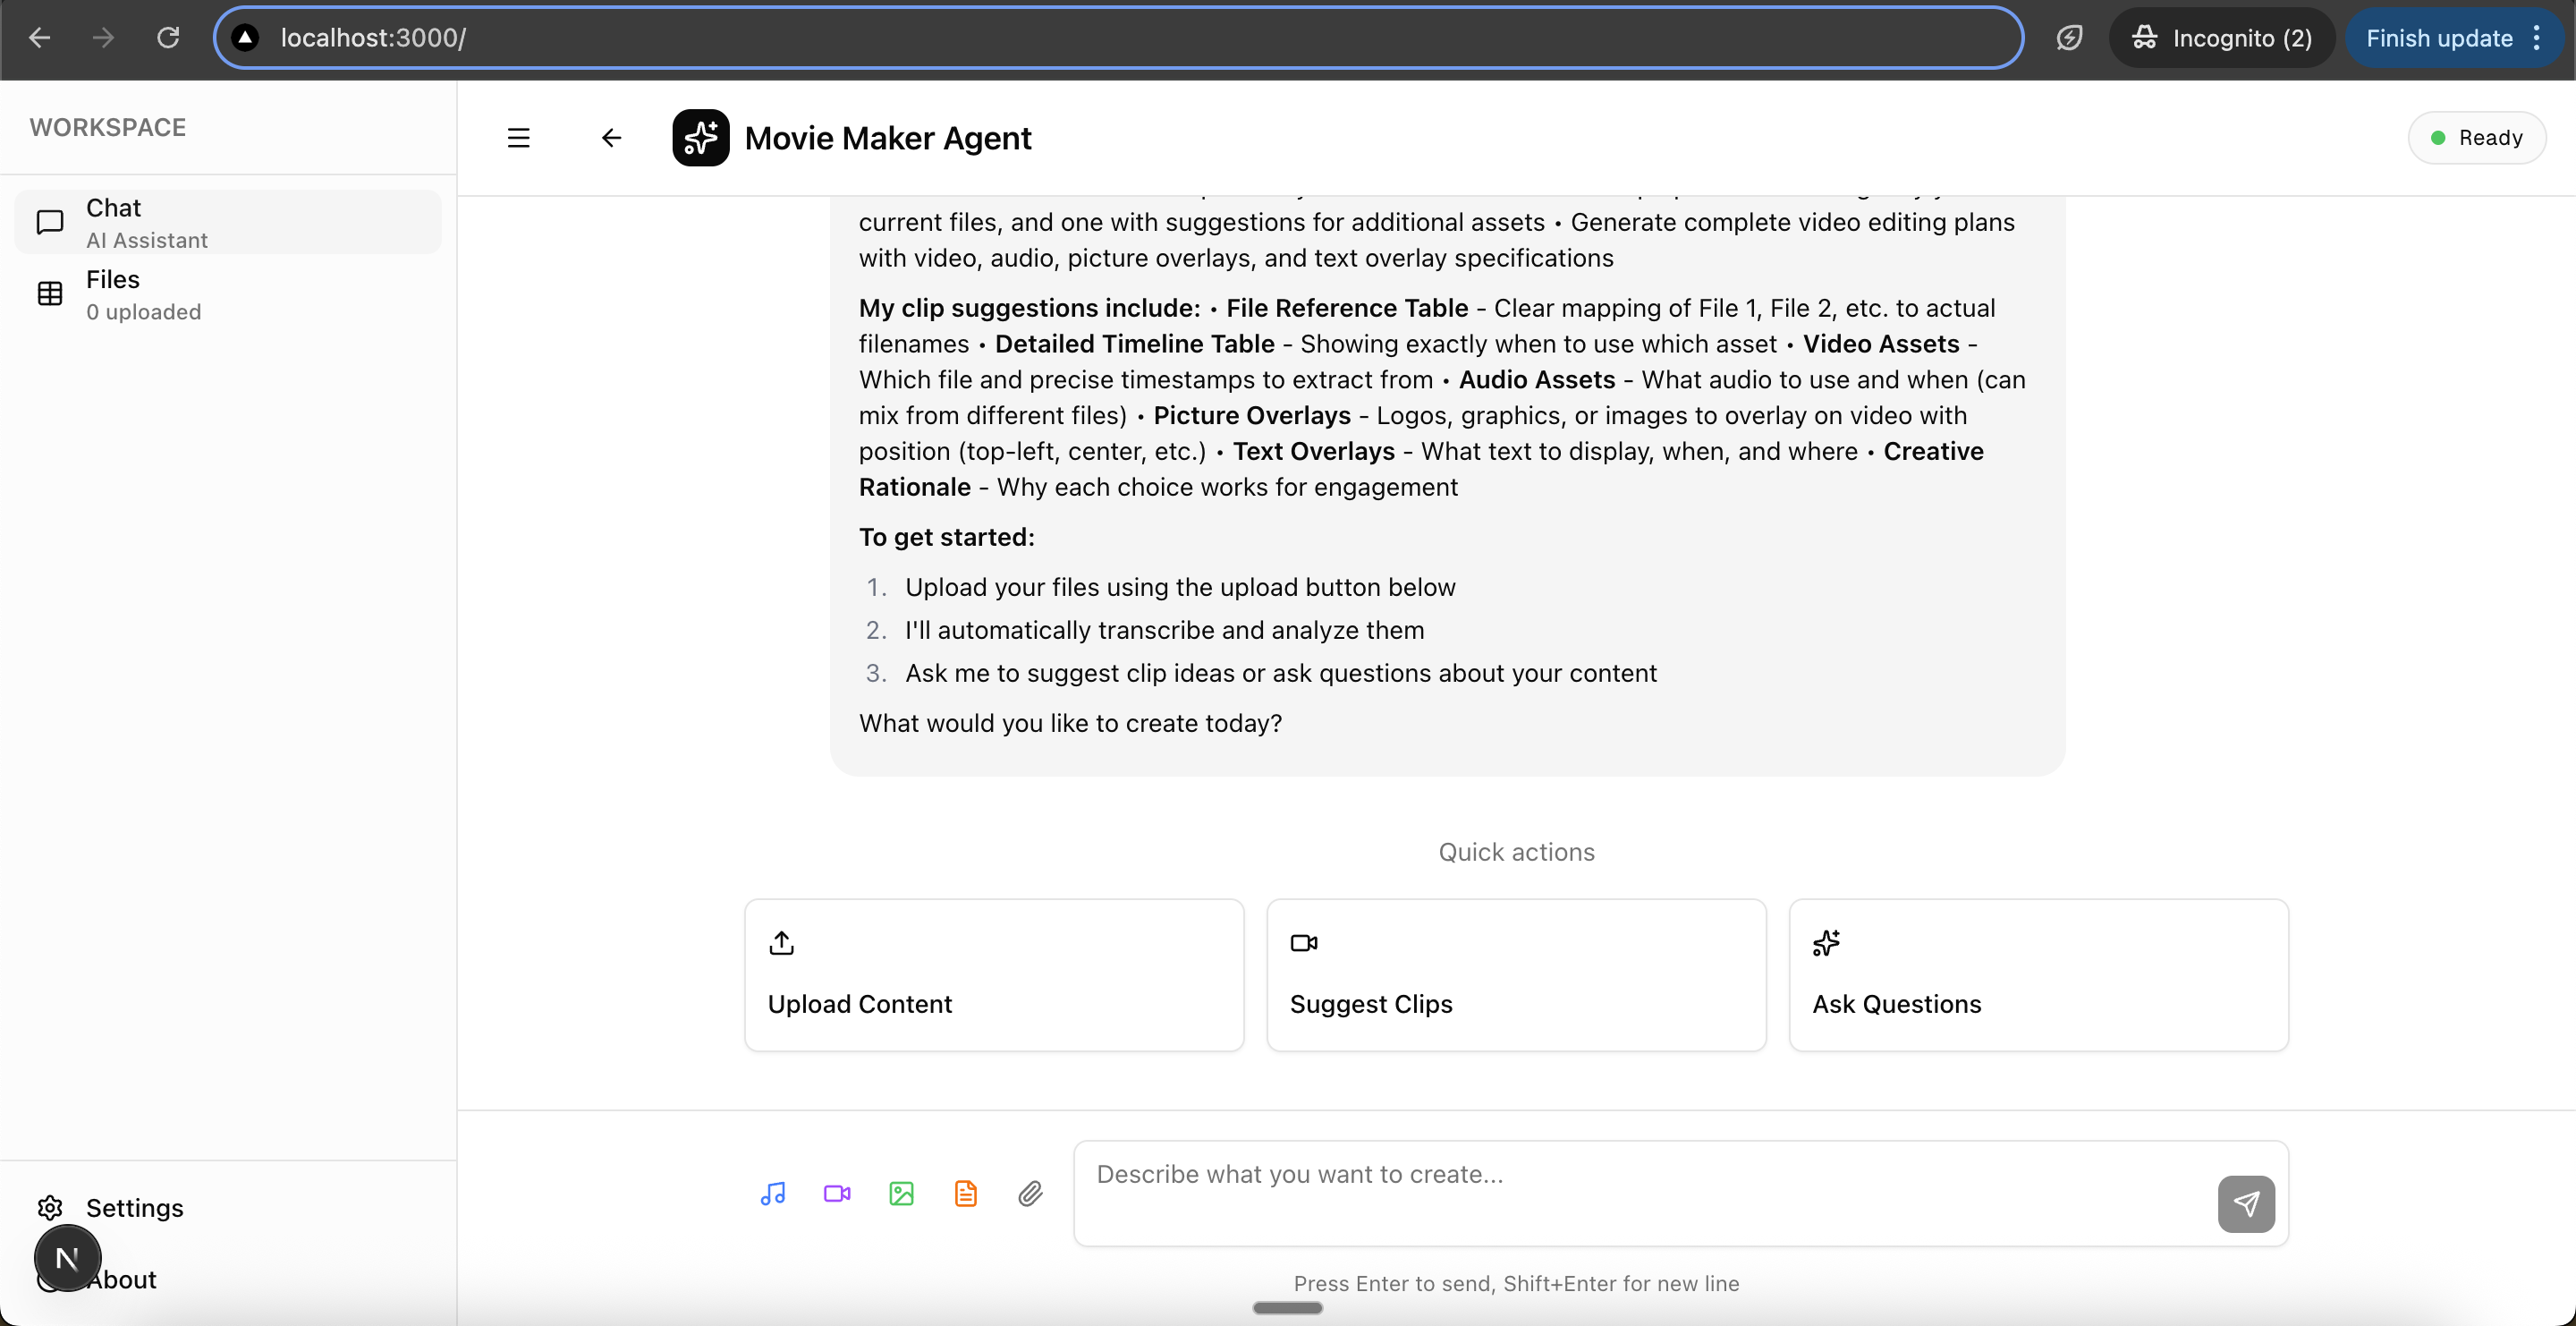 localhost:3000/
Incognito (2)
Finish update
WORKSPACE
Chat
AI Assistant
Files
0 uploaded
Settings
N
About
Movie Maker Agent
Ready
current files, and one with suggestions for additional assets • Generate complete video editing plans
with video, audio, picture overlays, and text overlay specifications
My clip suggestions include: • File Reference Table - Clear mapping of File 1, File 2, etc. to actual
filenames • Detailed Timeline Table - Showing exactly when to use which asset • Video Assets -
Which file and precise timestamps to extract from • Audio Assets - What audio to use and when (can
mix from different files) • Picture Overlays - Logos, graphics, or images to overlay on video with
position (top-left, center, etc.) • Text Overlays - What text to display, when, and where • Creative
Rationale - Why each choice works for engagement
To get started:
1. Upload your files using the upload button below
2. I'll automatically transcribe and analyze them
3. Ask me to suggest clip ideas or ask questions about your content
What would you like to create today?
Quick actions
Upload Content
Suggest Clips
Ask Questions
Describe what you want to create...
Press Enter to send, Shift+Enter for new line